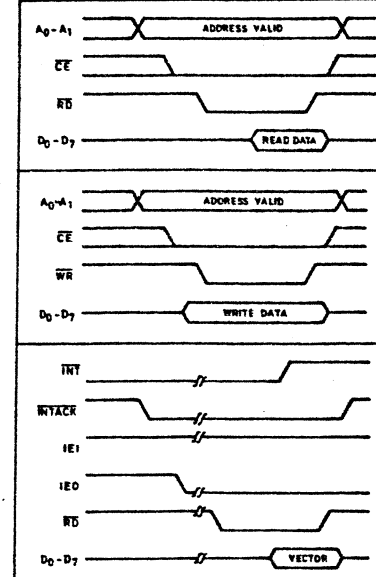 A0-A1 ADDRESS VALID
CE
RD
D0-D7 READ DATA
A0-A1 ADDRESS VALID
CE
WR
D0-D7 WRITE DATA
INT
INTACK
IEI
IEO
RD
D0-D7 VECTOR